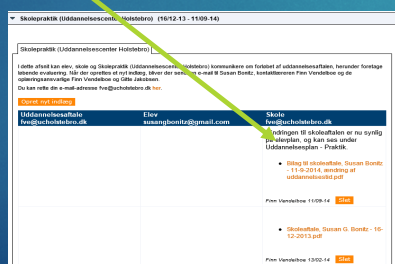 Skolepraktik (Uddannelsescenter Holstebro) (16/12-13 - 11/09-14)
Skolepraktik (Uddannelsescenter Holstebro)
I dette afsnit kan elev, skole og Skolepraktik (Uddannelsescenter Holstebro) kommunikere om forløbet af uddannelsesaftalen, herunder foretage
løbende evaluering. Når der oprettes et nyt indlæg, bliver der sendt en e-mail til Susan Bonitz, kontaktlæreren Finn Vendelboe og de
oplæringsansvarlige Finn Vendelboe og Gitte Jakobsen.
Du kan rette din e-mail-adresse fve@ucholstebro.dk her.
Opret nyt indlæg
Uddannelsesaftale Elev Skole
fve@ucholstebro.dk susangbonitz@gmail.com fve@ucholstebro.dk
Ændringen til skoleaftalen er nu synlig
på elevplan, og kan ses under
Uddannelsesplan - Praktik.
Bilag til skoleaftale, Susan Bonitz
- 11-9-2014, ændring af
uddannelsestid.pdf
Finn Vendelboe 11/09-14 Slet
Skoleaftale, Susan G. Bonitz - 16-
12-2013.pdf
Finn Vendelboe 13/02-14 Slet